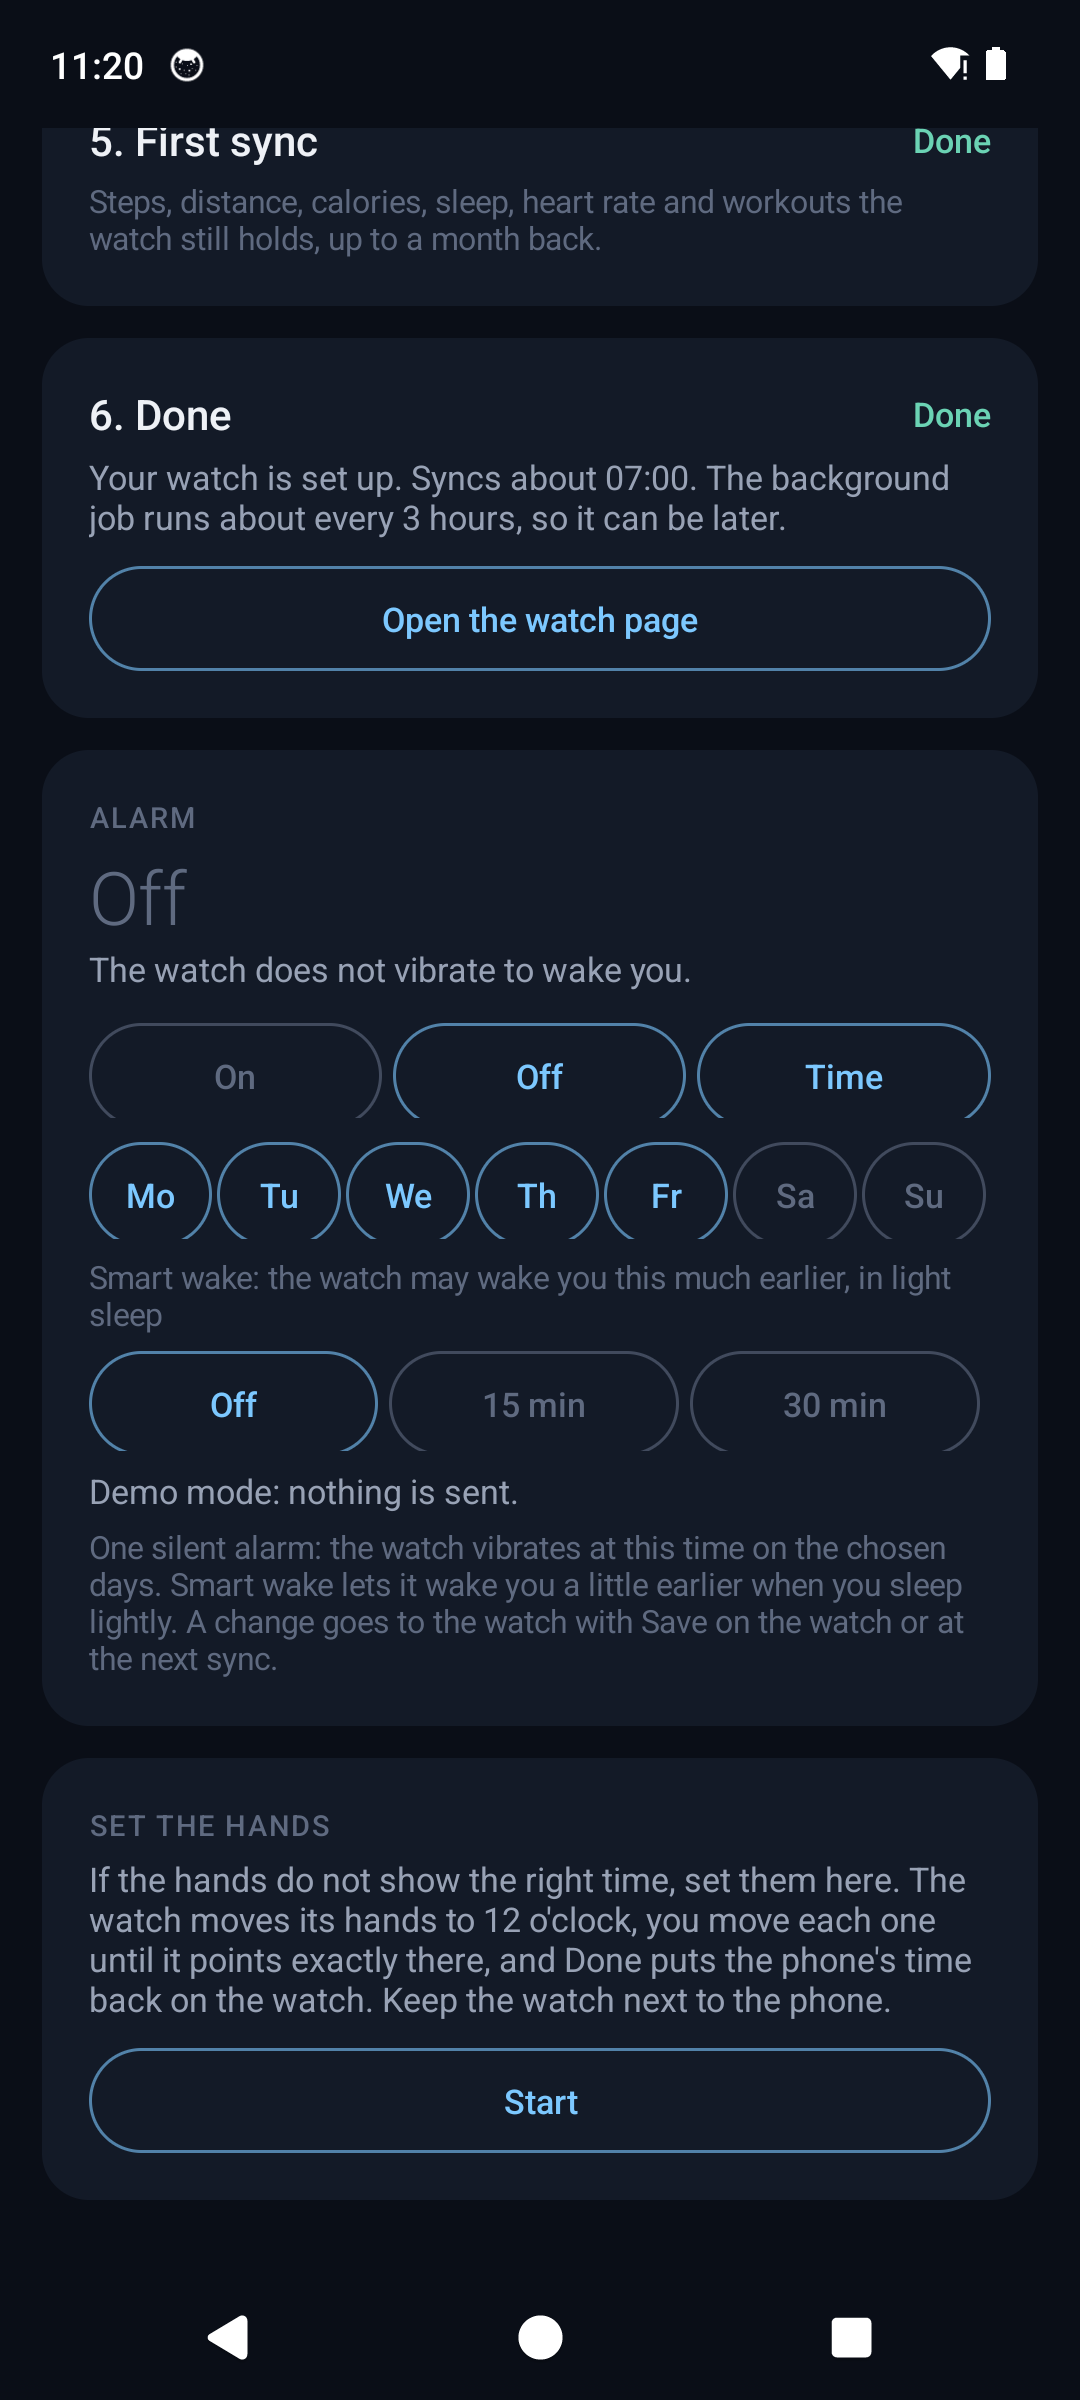 11:20
5. First sync
Done
Steps, distance, calories, sleep, heart rate and workouts the
watch still holds, up to a month back.
6. Done
Done
Your watch is set up. Syncs about 07:00. The background
job runs about every 3 hours, so it can be later.
Open the watch page
ALARM
Off
The watch does not vibrate to wake you.
On Off Time
Mo Tu We Th Fr Sa Su
Smart wake: the watch may wake you this much earlier, in light
sleep
Off 15 min 30 min
Demo mode: nothing is sent.
One silent alarm: the watch vibrates at this time on the chosen
days. Smart wake lets it wake you a little earlier when you sleep
lightly. A change goes to the watch with Save on the watch or at
the next sync.
SET THE HANDS
If the hands do not show the right time, set them here. The
watch moves its hands to 12 o'clock, you move each one
until it points exactly there, and Done puts the phone's time
back on the watch. Keep the watch next to the phone.
Start